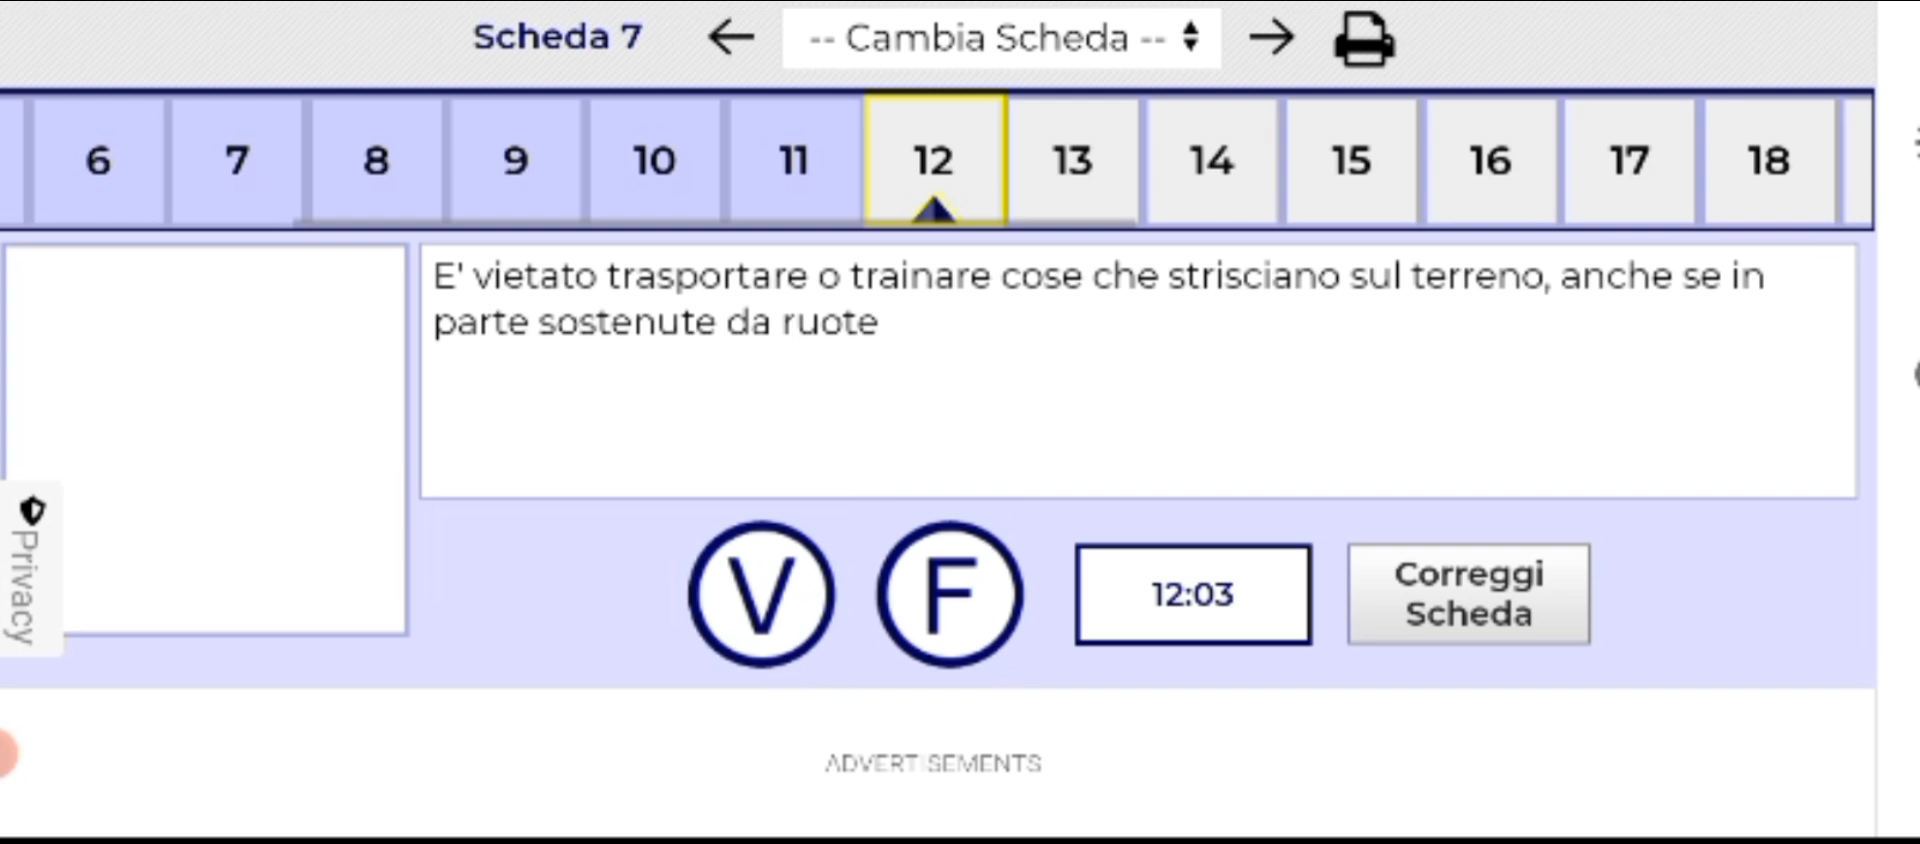 Scheda 7
-- Cambia Scheda --
6 7 8 9 10 11 12 13 14 15 16 17 18
E' vietato trasportare o trainare cose che strisciano sul terreno, anche se in
parte sostenute da ruote
Privacy
V F 12:03 Correggi
Scheda
ADVERTISEMENTS